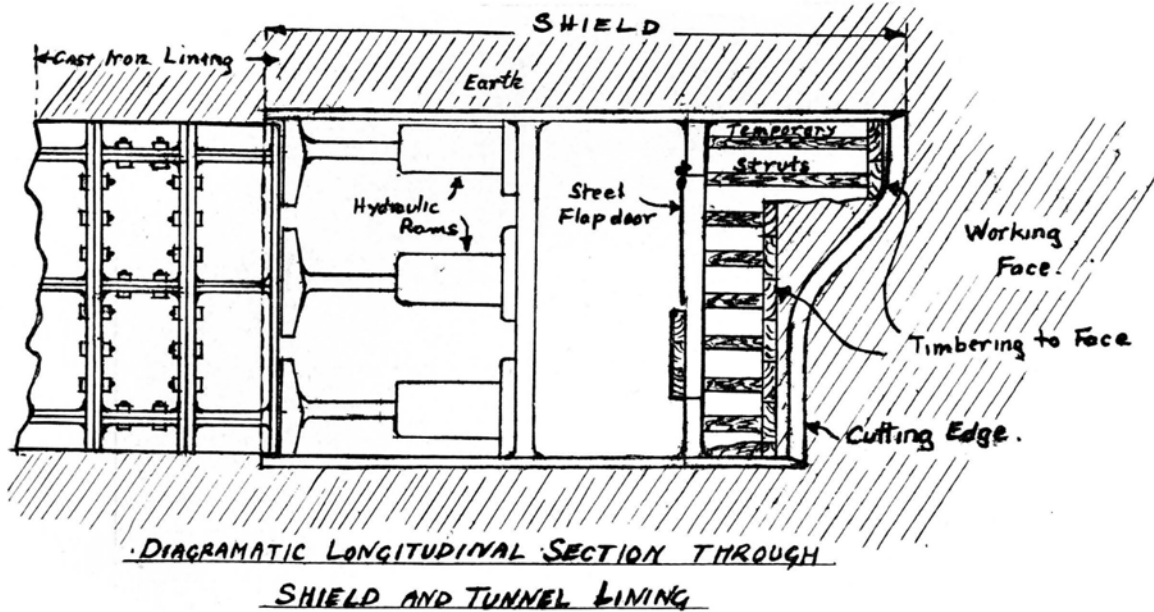 SHIELD
Cast Iron Lining
Earth
Temporary
Struts
Steel
Flap door
Hydraulic
Rams
Working
Face.
Timbering to Face
Cutting Edge.
DIAGRAMATIC LONGITUDINAL SECTION THROUGH
SHIELD AND TUNNEL LINING